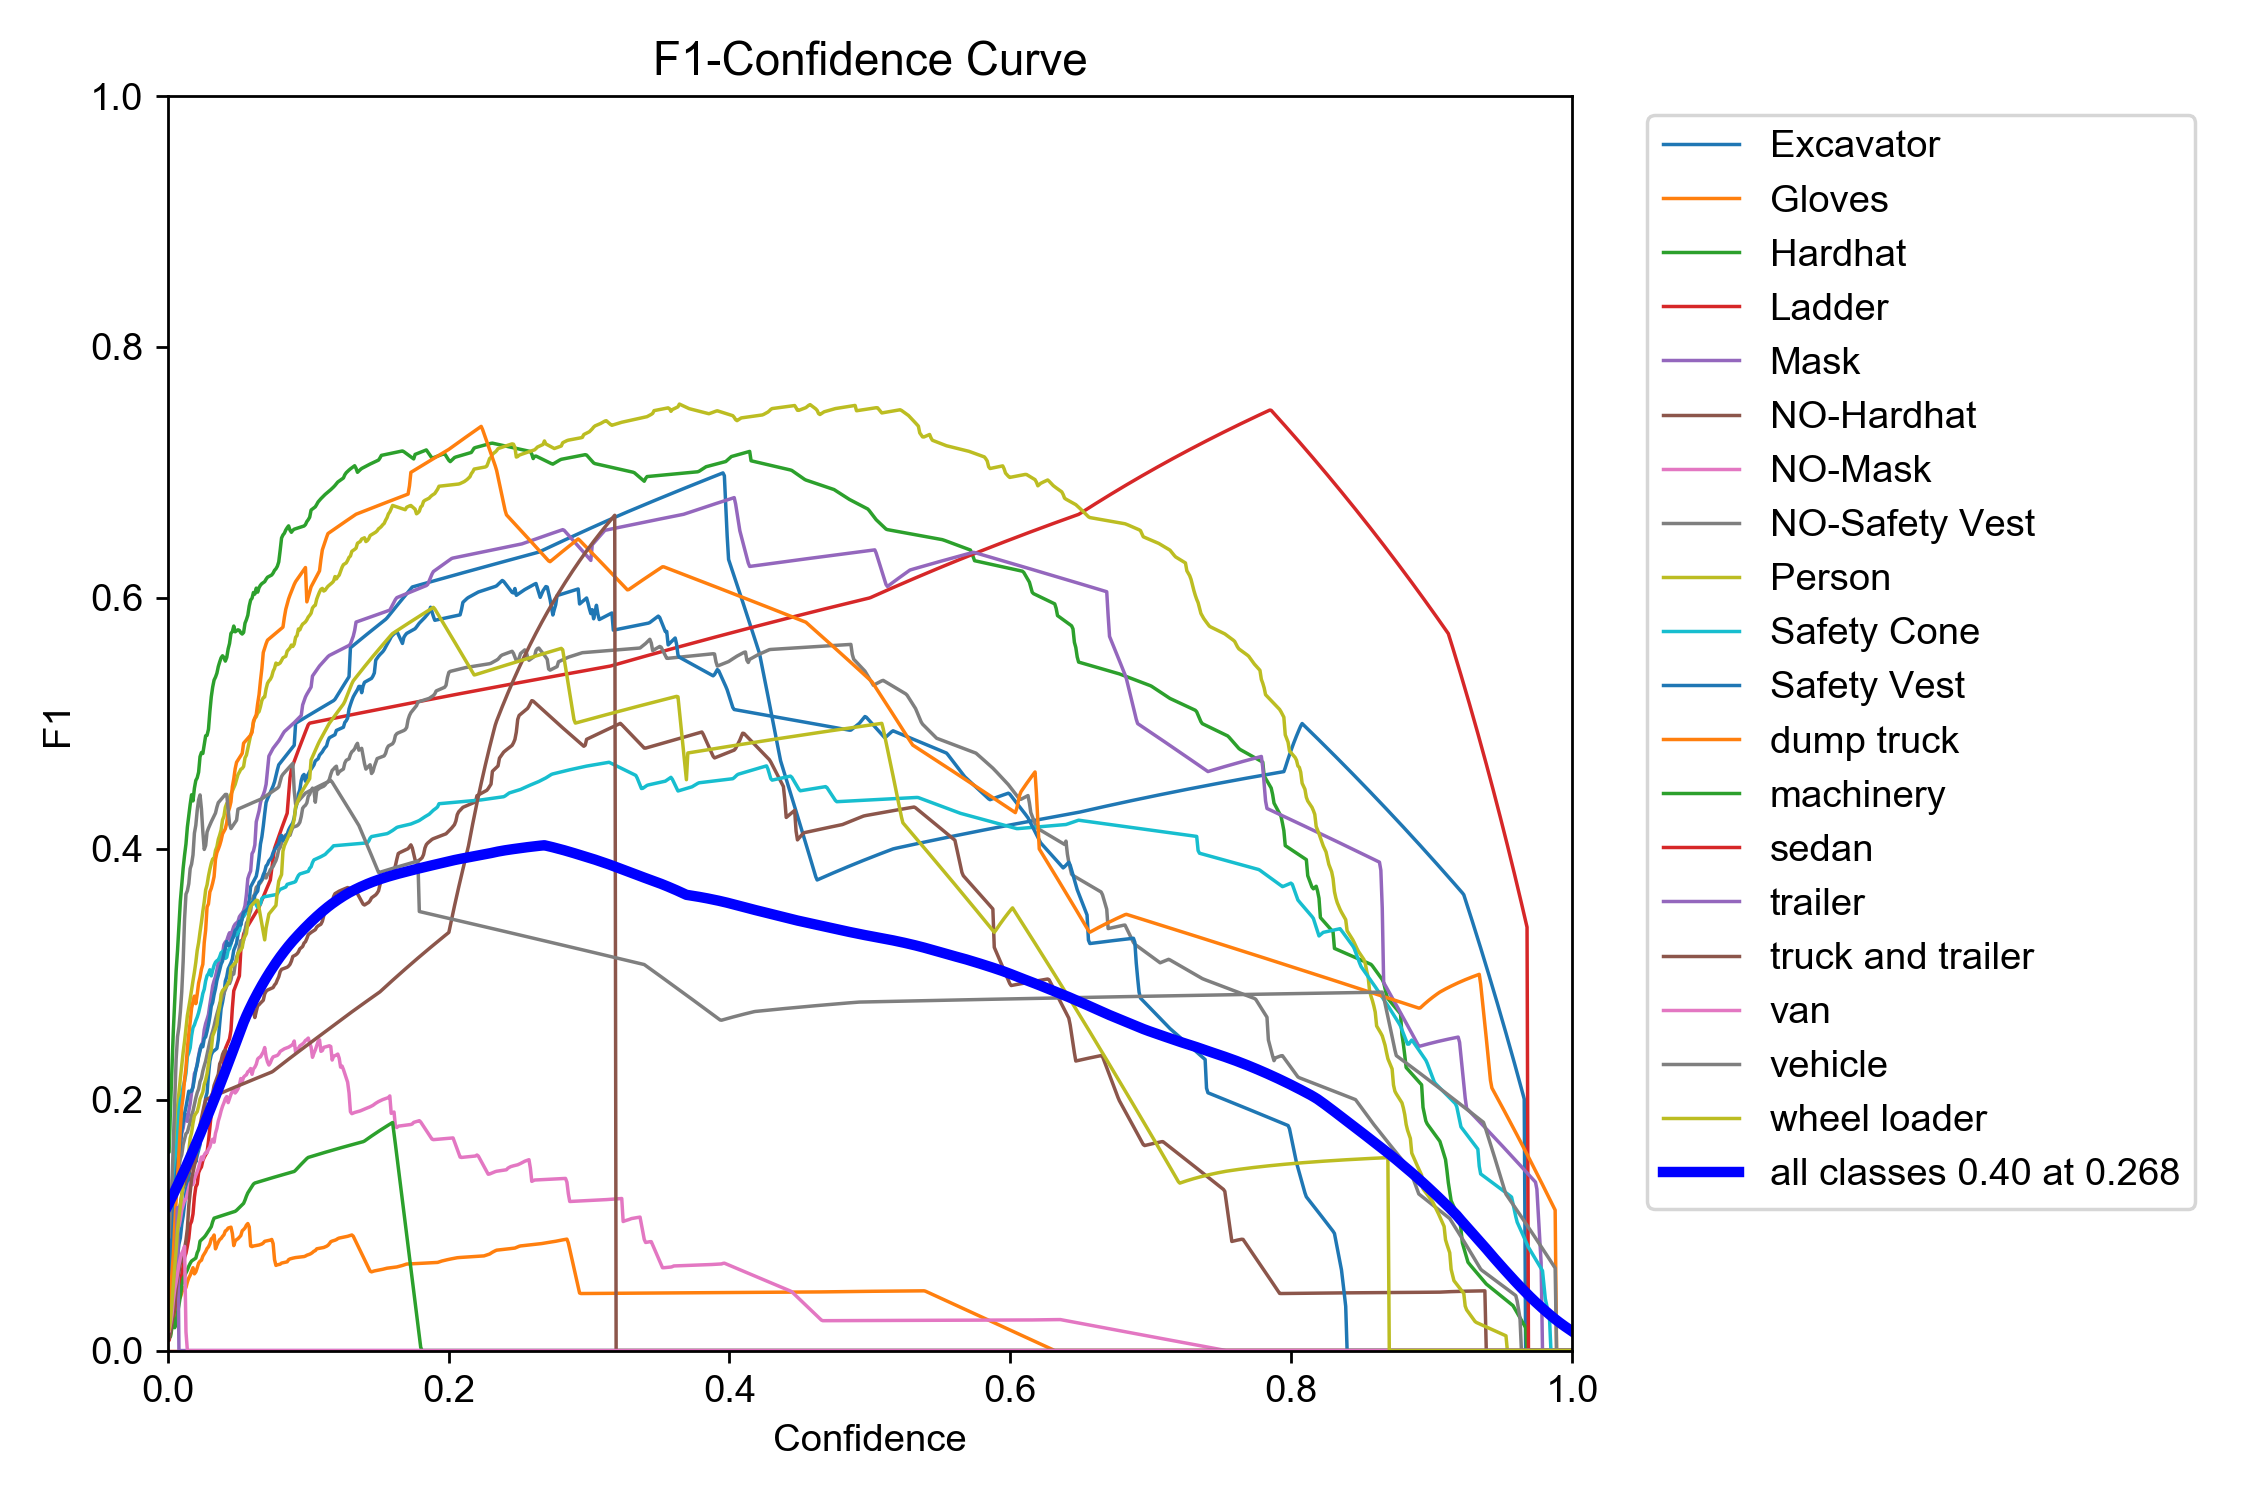 F1-Confidence Curve
1.0
0.8
0.6
0.4
0.2
0.0
F1
0.0 0.2 0.4 0.6 0.8 1.0
Confidence
Excavator
Gloves
Hardhat
Ladder
Mask
NO-Hardhat
NO-Mask
NO-Safety Vest
Person
Safety Cone
Safety Vest
dump truck
machinery
sedan
trailer
truck and trailer
van
vehicle
wheel loader
all classes 0.40 at 0.268